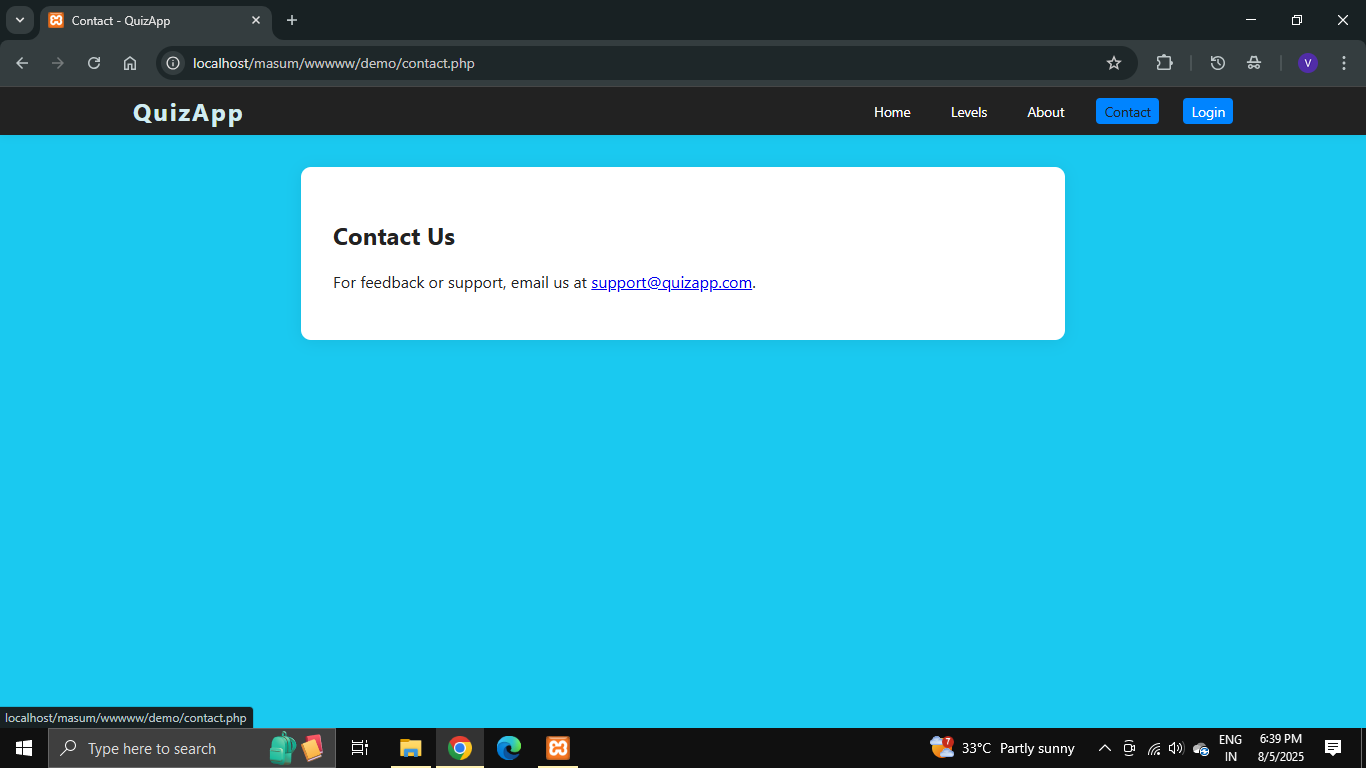 Contact - QuizApp
localhost/masum/wwwww/demo/contact.php
V
QuizApp
Home Levels About Contact Login
Contact Us
For feedback or support, email us at support@quizapp.com.
localhost/masum/wwwww/demo/contact.php
Type here to search
7
33°C Partly sunny
ENG
IN
6:39 PM
8/5/2025